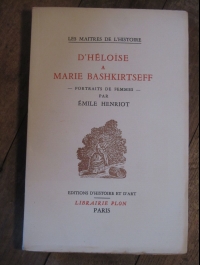 LES MAITRES DE L'HISTOIRE
D'HÉLOISE
A
MARIE BASHKIRTSEFF
— PORTRAITS DE FEMMES —
PAR
ÉMILE HENRIOT
EDITIONS D'HISTOIRE ET D'ART
LIBRAIRIE PLON
PARIS